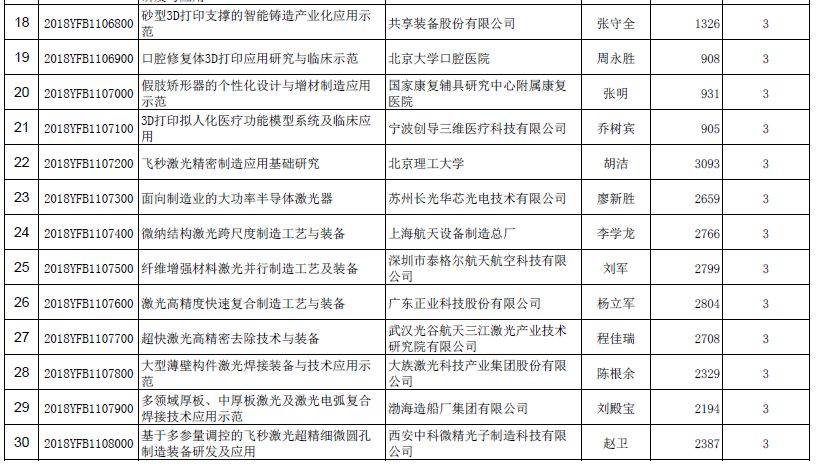 18 2018YFB1106800 砂型3D打印支撑的智能铸造产业化应用示范 共享装备股份有限公司 张守全 1326 3
19 2018YFB1106900 口腔修复体3D打印应用研究与临床示范 北京大学口腔医院 周永胜 908 3
20 2018YFB1107000 假肢矫形器的个性化设计与增材制造应用示范 国家康复辅具研究中心附属康复医院 张明 931 3
21 2018YFB1107100 3D打印拟人化医疗功能模型系统及临床应用 宁波创导三维医疗科技有限公司 乔树宾 905 3
22 2018YFB1107200 飞秒激光精密制造应用基础研究 北京理工大学 胡洁 3093 3
23 2018YFB1107300 面向制造业的大功率半导体激光器 苏州长光华芯光电技术有限公司 廖新胜 2659 3
24 2018YFB1107400 微纳结构激光跨尺度制造工艺与装备 上海航天设备制造总厂 李学龙 2766 3
25 2018YFB1107500 纤维增强材料激光并行制造工艺及装备 深圳市泰格尔航天航空科技有限公司 刘军 2799 3
26 2018YFB1107600 激光高精度快速复合制造工艺与装备 广东正业科技股份有限公司 杨立军 2804 3
27 2018YFB1107700 超快激光高精密去除技术与装备 武汉光谷航天三江激光产业技术研究院有限公司 程佳瑞 2708 3
28 2018YFB1107800 大型薄壁构件激光焊接装备与技术应用示范 大族激光科技产业集团股份有限公司 陈根余 2329 3
29 2018YFB1107900 多领域厚板、中厚板激光及激光电弧复合焊接技术应用示范 渤海造船厂集团有限公司 刘殿宝 2194 3
30 2018YFB1108000 基于多参量调控的飞秒激光超精细微圆孔制造装备研发及应用 西安中科微精光子制造科技有限公司 赵卫 2387 3